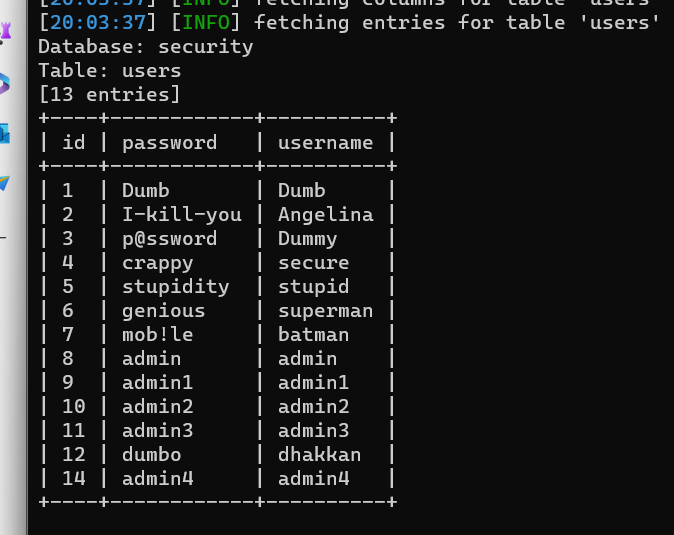 [20:03:37] [INFO] fetching columns for table 'users'
[20:03:37] [INFO] fetching entries for table 'users'
Database: security
Table: users
[13 entries]
+----+------------+----------+
| id | password   | username |
+----+------------+----------+
| 1  | Dumb       | Dumb     |
| 2  | I-kill-you | Angelina |
| 3  | p@ssword   | Dummy    |
| 4  | crappy     | secure   |
| 5  | stupidity  | stupid   |
| 6  | genious    | superman |
| 7  | mob!le     | batman   |
| 8  | admin      | admin    |
| 9  | admin1     | admin1   |
| 10 | admin2     | admin2   |
| 11 | admin3     | admin3   |
| 12 | dumbo      | dhakkan  |
| 14 | admin4     | admin4   |
+----+------------+----------+